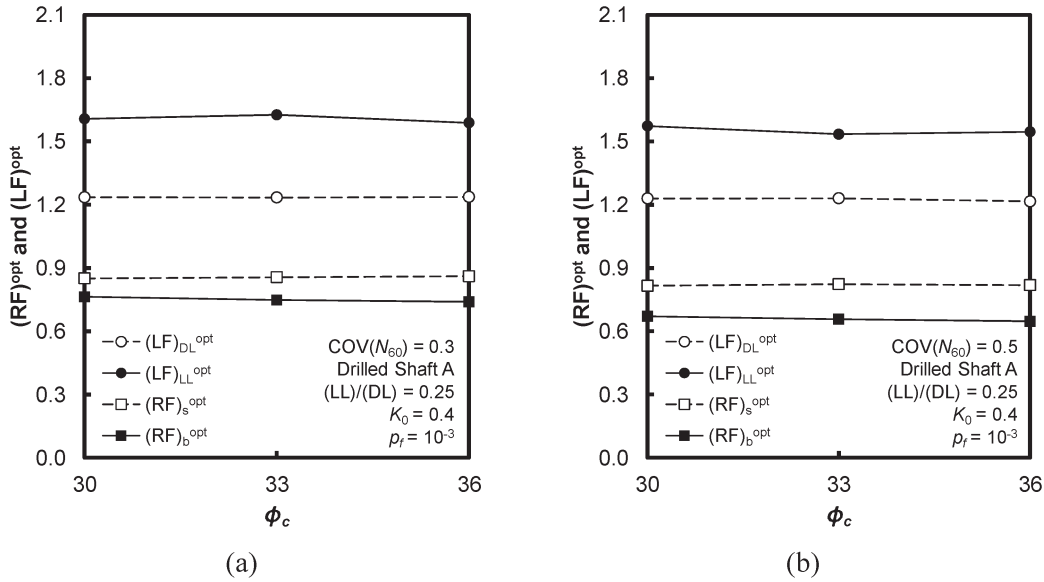 (RF)ᵒᵖᵗ and (LF)ᵒᵖᵗ
2.1
1.8
1.5
1.2
0.9
0.6
0.3
0.0
(LF)DLᵒᵖᵗ
(LF)LLᵒᵖᵗ
(RF)sᵒᵖᵗ
(RF)bᵒᵖᵗ
COV(N₆₀) = 0.3
Drilled Shaft A
(LL)/(DL) = 0.25
K₀ = 0.4
pf = 10⁻³
30 33 36
ϕc
(a)
(RF)ᵒᵖᵗ and (LF)ᵒᵖᵗ
2.1
1.8
1.5
1.2
0.9
0.6
0.3
0.0
(LF)DLᵒᵖᵗ
(LF)LLᵒᵖᵗ
(RF)sᵒᵖᵗ
(RF)bᵒᵖᵗ
COV(N₆₀) = 0.5
Drilled Shaft A
(LL)/(DL) = 0.25
K₀ = 0.4
pf = 10⁻³
30 33 36
ϕc
(b)